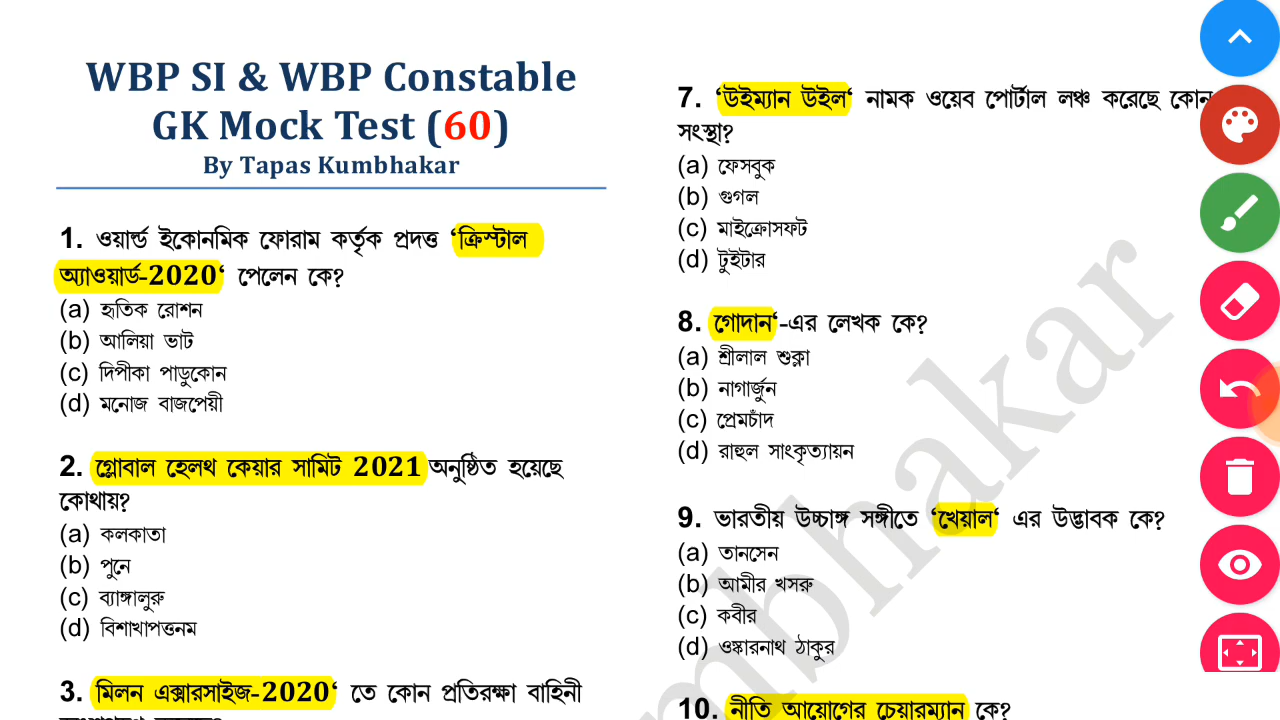 WBP SI & WBP Constable
GK Mock Test (60)
By Tapas Kumbhakar
1. ওয়ার্ল্ড ইকোনমিক ফোরাম কর্তৃক প্রদত্ত ‘ক্রিস্টাল
অ্যাওয়ার্ড-2020‘ পেলেন কে?
(a) হৃতিক রোশন
(b) আলিয়া ভাট
(c) দিপীকা পাডুকোন
(d) মনোজ বাজপেয়ী
2. গ্লোবাল হেলথ কেয়ার সামিট 2021 অনুষ্ঠিত হয়েছে
কোথায়?
(a) কলকাতা
(b) পুনে
(c) ব্যাঙ্গালুরু
(d) বিশাখাপত্তনম
3. মিলন এক্সারসাইজ-2020‘ তে কোন প্রতিরক্ষা বাহিনী
7. ‘উইম্যান উইল‘ নামক ওয়েব পোর্টাল লঞ্চ করেছে কোন
সংস্থা?
(a) ফেসবুক
(b) গুগল
(c) মাইক্রোসফট
(d) টুইটার
8. গোদান‘-এর লেখক কে?
(a) শ্রীলাল শুক্লা
(b) নাগার্জুন
(c) প্রেমচাঁদ
(d) রাহুল সাংকৃত্যায়ন
9. ভারতীয় উচ্চাঙ্গ সঙ্গীতে ‘খেয়াল‘ এর উদ্ভাবক কে?
(a) তানসেন
(b) আমীর খসরু
(c) কবীর
(d) ওঙ্কারনাথ ঠাকুর
10. নীতি আয়োগের চেয়ারম্যান কে?
mbhakar